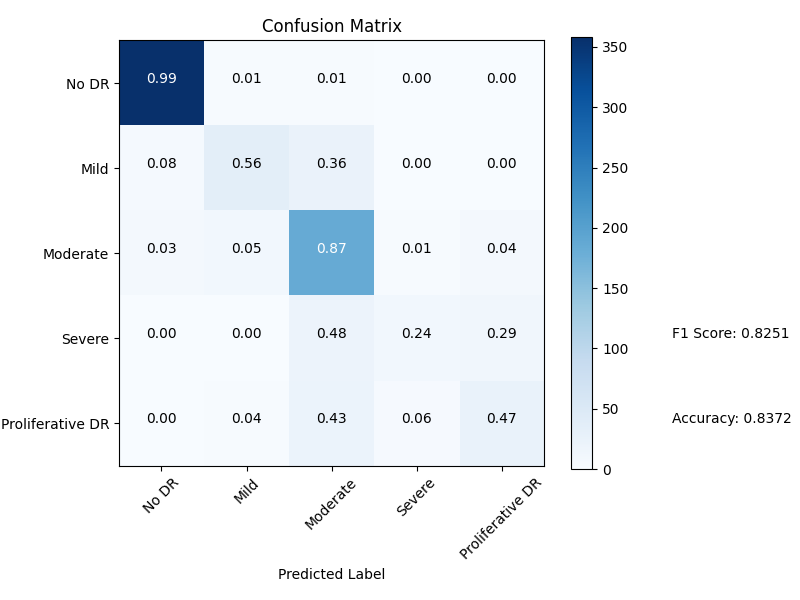 Confusion Matrix
No DR 0.99 0.01 0.01 0.00 0.00
Mild 0.08 0.56 0.36 0.00 0.00
Moderate 0.03 0.05 0.87 0.01 0.04
Severe 0.00 0.00 0.48 0.24 0.29
Proliferative DR 0.00 0.04 0.43 0.06 0.47
No DR Mild Moderate Severe Proliferative DR
Predicted Label
350
300
250
200
150
100
50
0
F1 Score: 0.8251
Accuracy: 0.8372